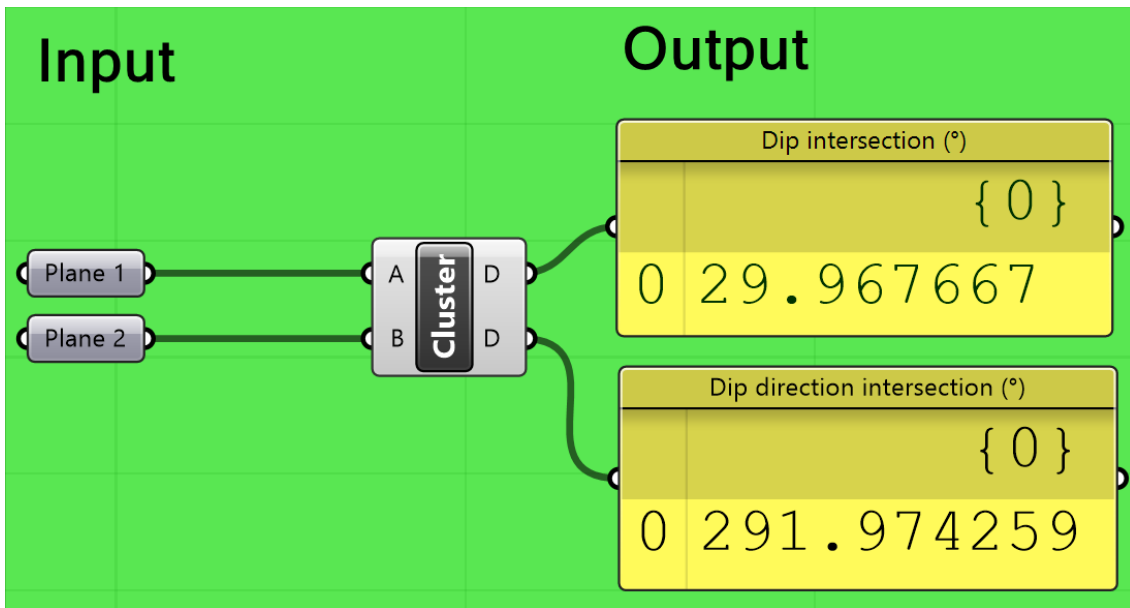 Input
Output
Plane 1
Plane 2
A
B
Cluster
D
D
Dip intersection (°)
{0}
0 29.967667
Dip direction intersection (°)
{0}
0 291.974259